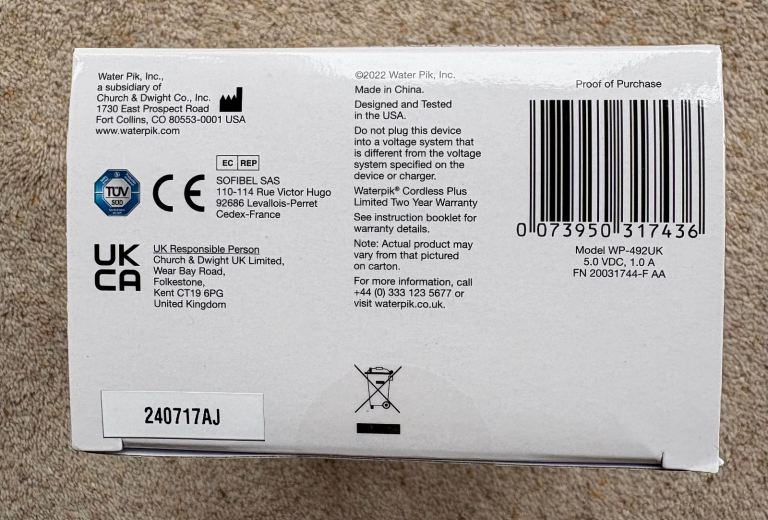 Water Pik, Inc.,
a subsidiary of
Church & Dwight Co., Inc.
1730 East Prospect Road
Fort Collins, CO 80553-0001 USA
www.waterpik.com
TÜV
SÜD
CE
EC REP
SOFIBEL SAS
110-114 Rue Victor Hugo
92686 Levallois-Perret
Cedex-France
UK
CA
UK Responsible Person
Church & Dwight UK Limited,
Wear Bay Road,
Folkestone,
Kent CT19 6PG
United Kingdom
240717AJ
©2022 Water Pik, Inc.
Made in China.
Designed and Tested
in the USA.
Do not plug this device
into a voltage system that
is different from the voltage
system specified on the
device or charger.
Waterpik® Cordless Plus
Limited Two Year Warranty
See instruction booklet for
warranty details.
Note: Actual product may
vary from that pictured
on carton.
For more information, call
+44 (0) 333 123 5677 or
visit waterpik.co.uk.
Proof of Purchase
0 73950 31743 6
Model WP-492UK
5.0 VDC, 1.0 A
FN 20031744-F AA